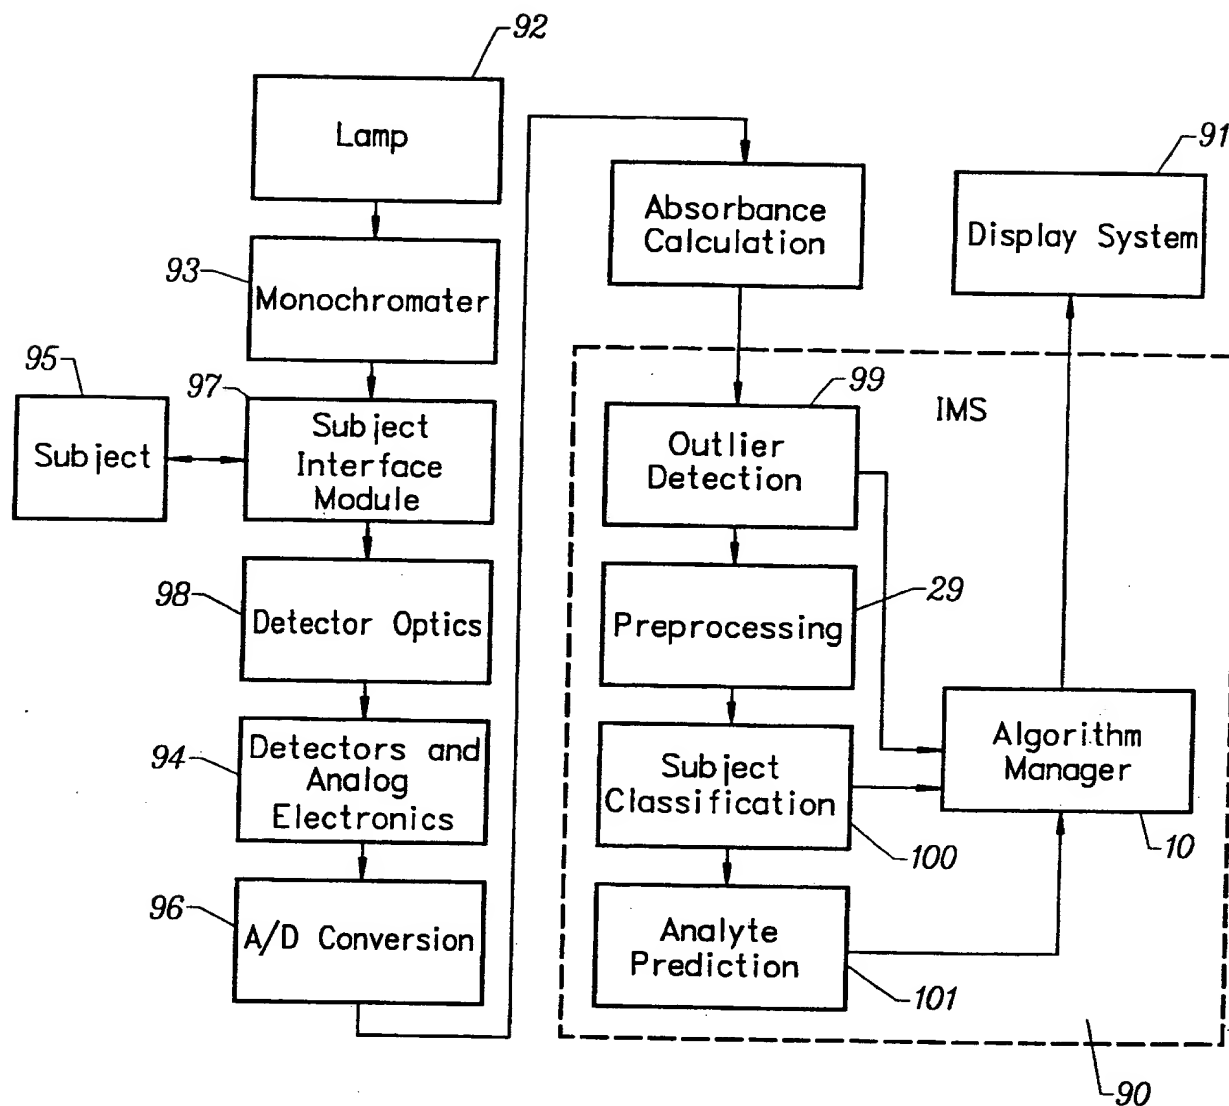 92
Lamp
93
Monochromater
95
97
Subject
Subject
Interface
Module
98
Detector Optics
94
Detectors and
Analog
Electronics
96
A/D Conversion
Absorbance
Calculation
91
Display System
IMS
99
Outlier
Detection
29
Preprocessing
Subject
Classification
100
Algorithm
Manager
10
Analyte
Prediction
101
90